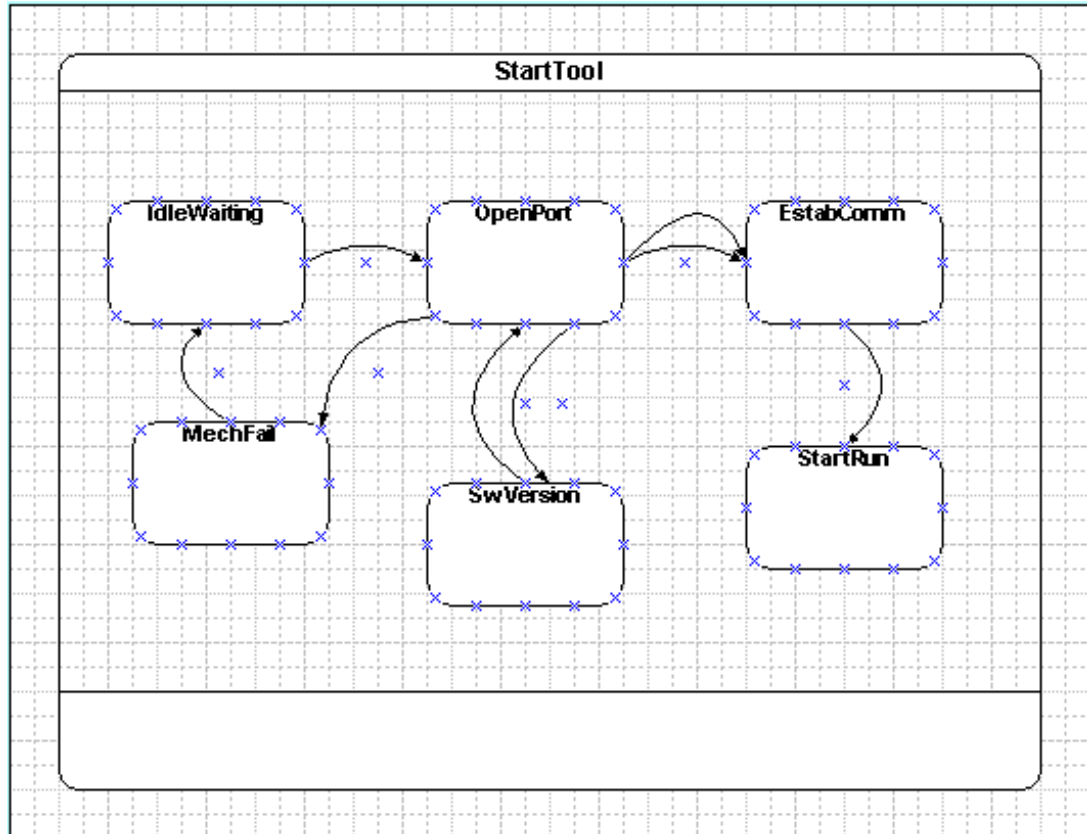 StartTool
IdleWaiting
OpenPort
EstabComm
MechFail
SwVersion
StartRun